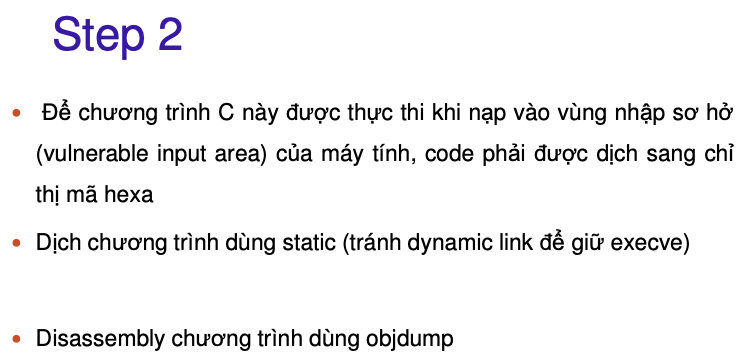 Step 2
• Để chương trình C này được thực thi khi nạp vào vùng nhập sơ hở
(vulnerable input area) của máy tính, code phải được dịch sang chỉ
thị mã hexa
• Dịch chương trình dùng static (tránh dynamic link để giữ execve)
• Disassembly chương trình dùng objdump